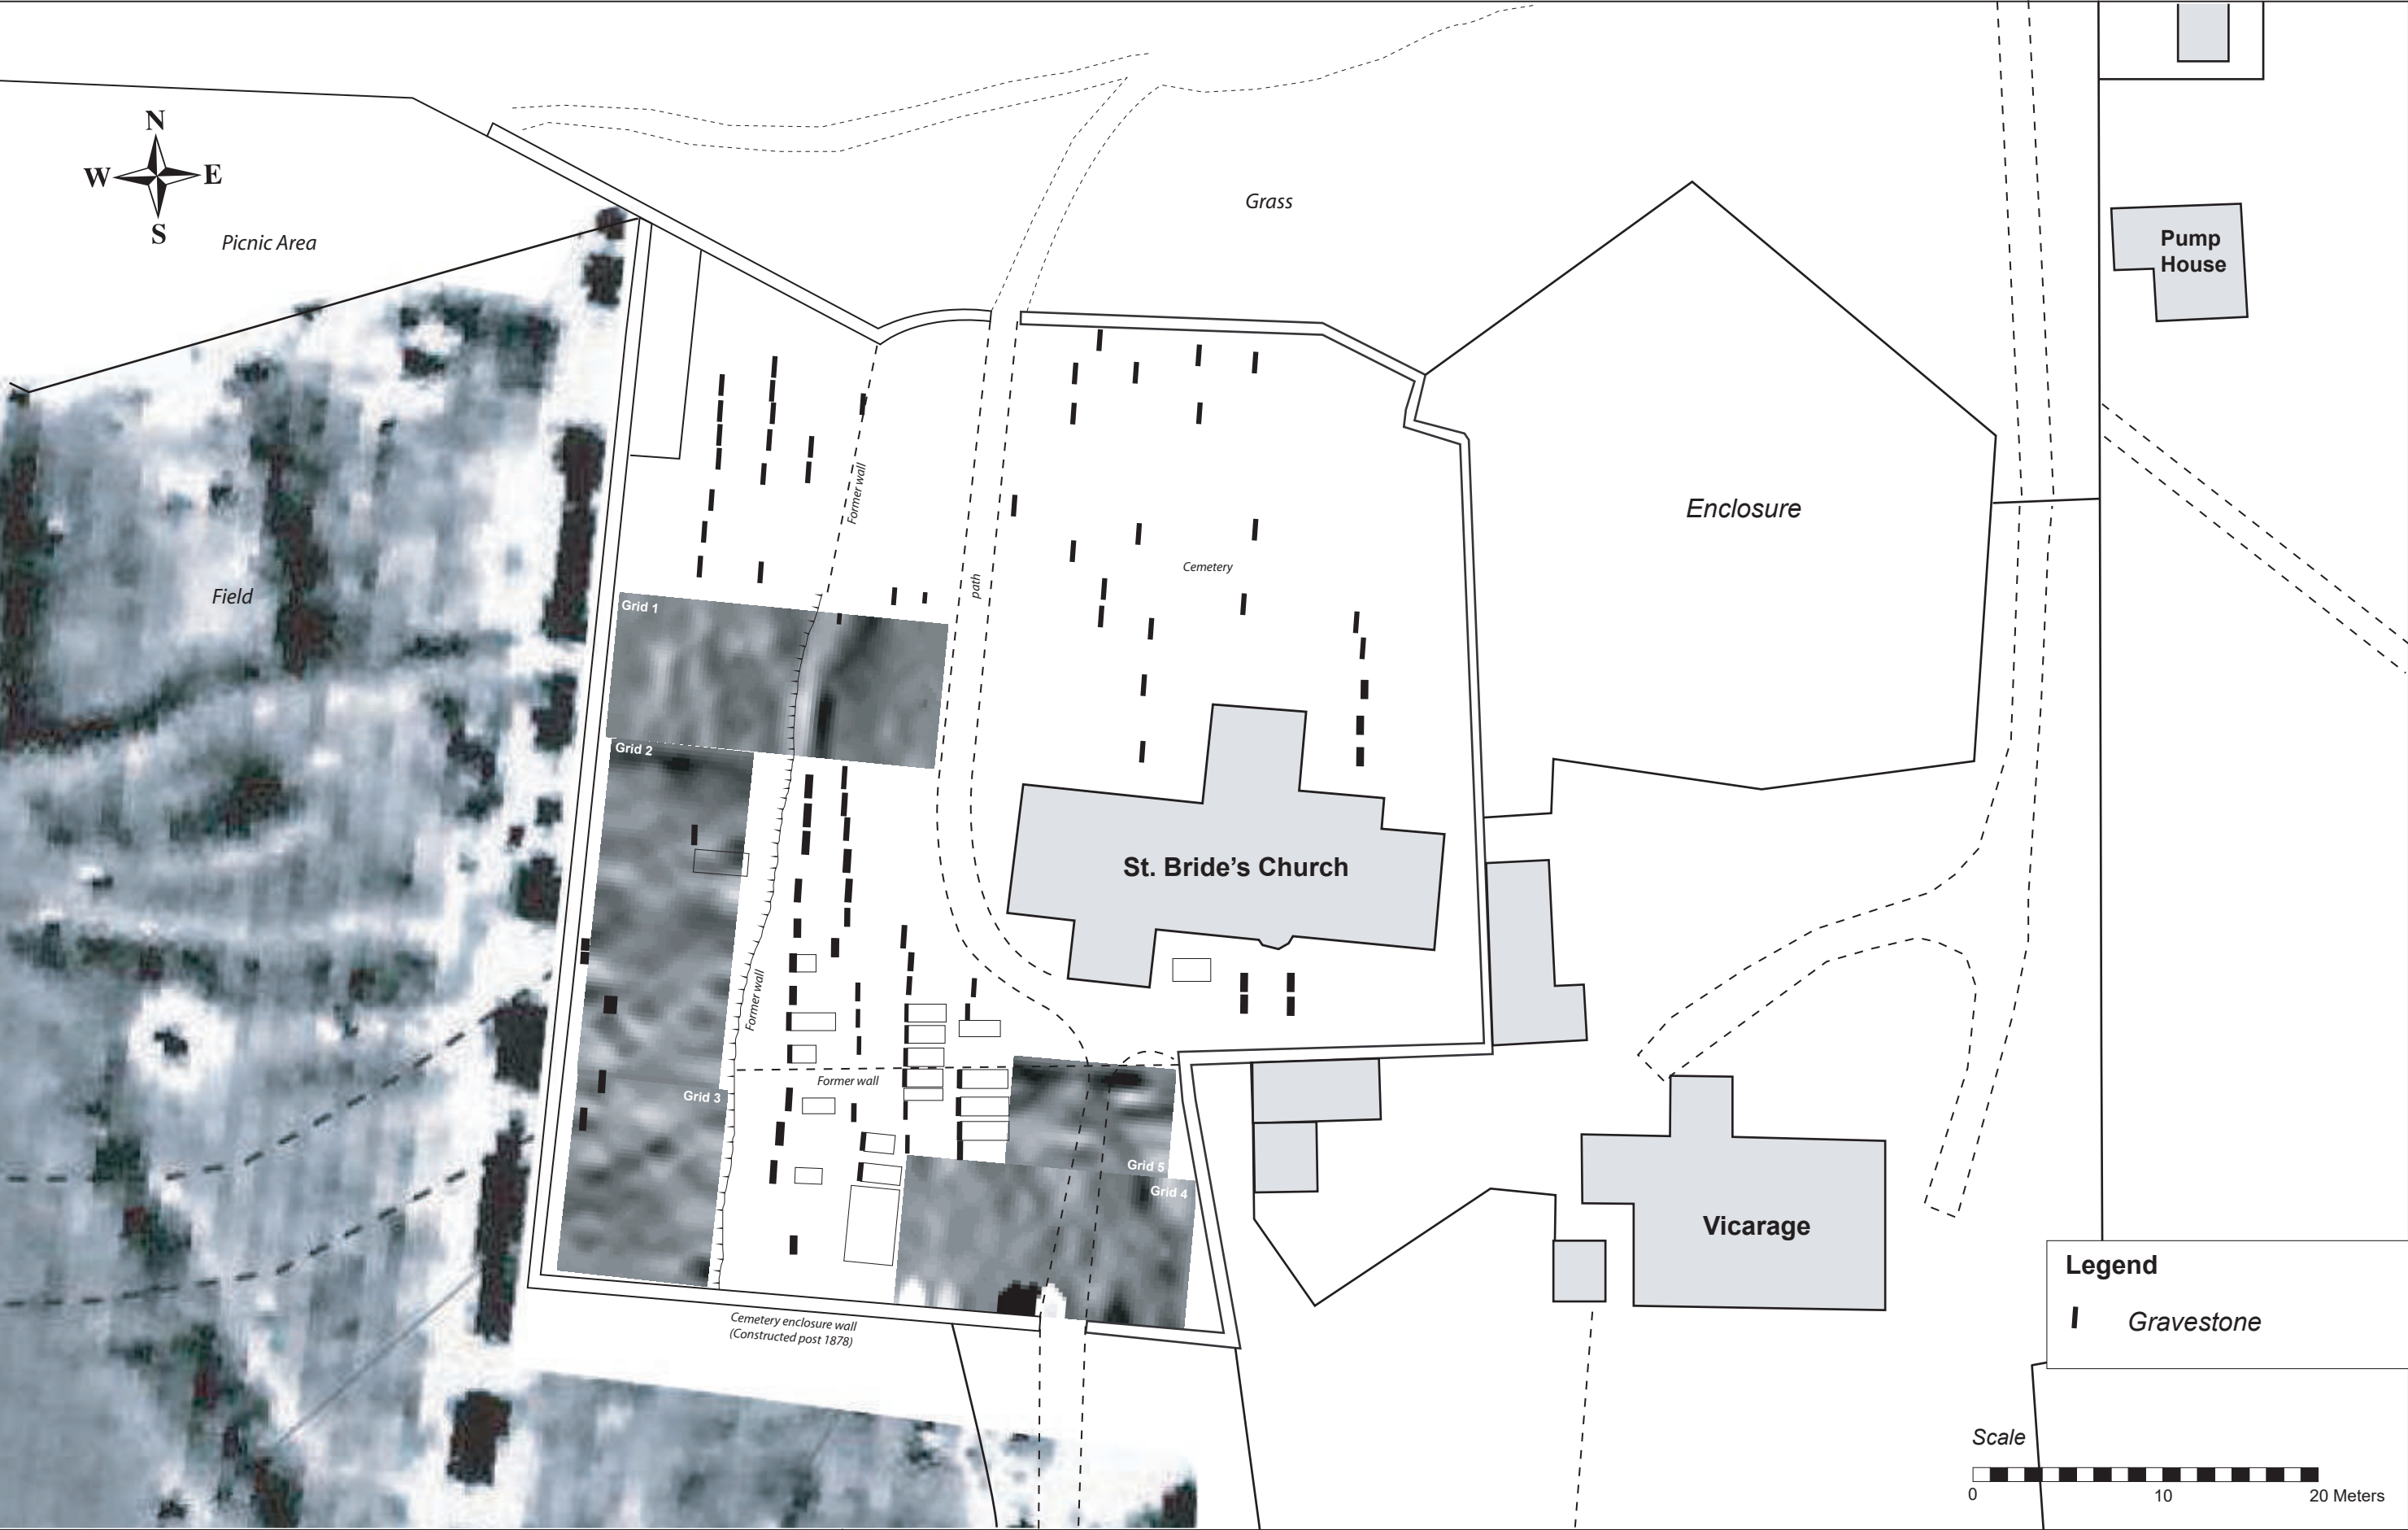 N
W
E
S
Picnic Area
Grass
Pump
House
Enclosure
Former wall
Cemetery
path
Field
Grid 1
Grid 2
St. Bride’s Church
Former wall
Former wall
Grid 3
Grid 5
Grid 4
Vicarage
Cemetery enclosure wall
(Constructed post 1878)
Legend
Gravestone
Scale
0
10
20 Meters